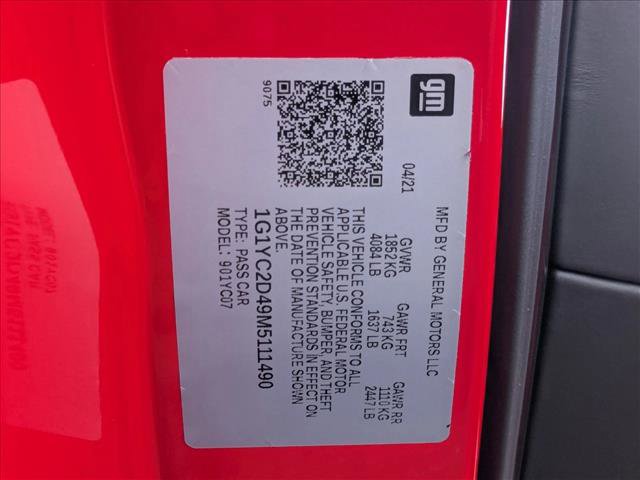 gm
MFD BY GENERAL MOTORS LLC
04/21
GVWR GAWR FRT GAWR RR
1852 KG 743 KG 1110 KG
4084 LB 1637 LB 2447 LB
THIS VEHICLE CONFORMS TO ALL
APPLICABLE U.S. FEDERAL MOTOR
VEHICLE SAFETY, BUMPER, AND THEFT
PREVENTION STANDARDS IN EFFECT ON
THE DATE OF MANUFACTURE SHOWN
ABOVE.
9075
1G1YC2D49M5111490
TYPE: PASS CAR
MODEL: 901YC07